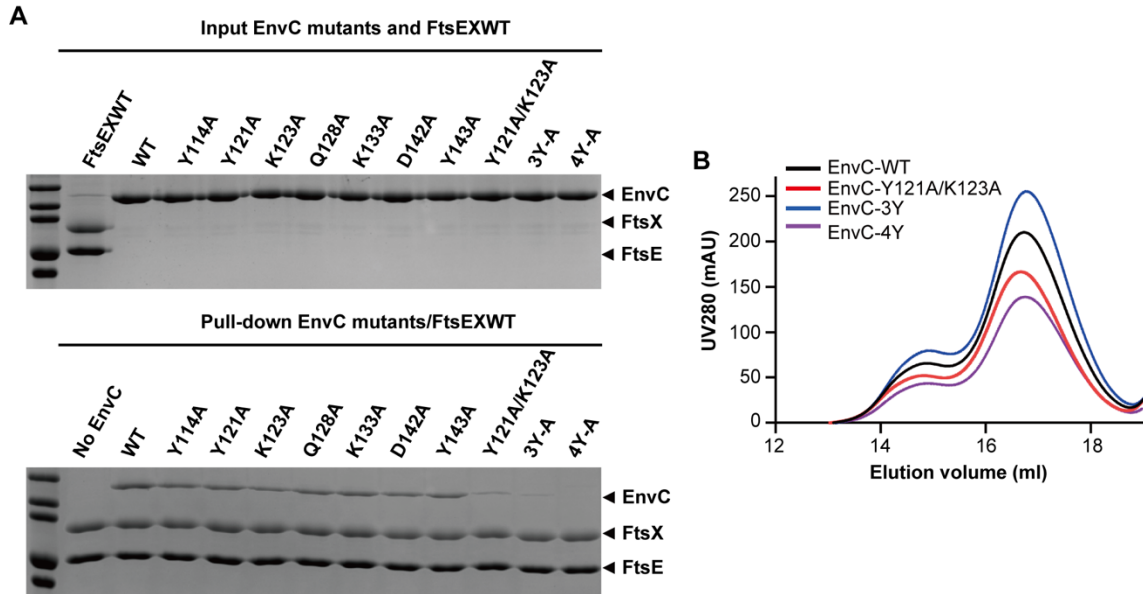 A
Input EnvC mutants and FtsEXWT
FtsEXWT
WT
Y114A
Y121A
K123A
Q128A
K133A
D142A
Y143A
Y121A/K123A
3Y-A
4Y-A
EnvC
FtsX
FtsE
Pull-down EnvC mutants/FtsEXWT
No EnvC
WT
Y114A
Y121A
K123A
Q128A
K133A
D142A
Y143A
Y121A/K123A
3Y-A
4Y-A
EnvC
FtsX
FtsE
B
EnvC-WT
EnvC-Y121A/K123A
EnvC-3Y
EnvC-4Y
UV280 (mAU)
250
200
150
100
50
0
12 14 16 18
Elution volume (ml)